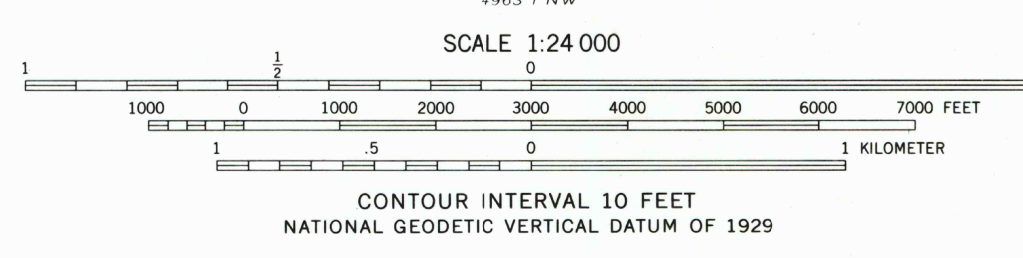 SCALE 1:24 000
1 1/2 0
1000 0 1000 2000 3000 4000 5000 6000 7000 FEET
1 .5 0 1 KILOMETER
CONTOUR INTERVAL 10 FEET
NATIONAL GEODETIC VERTICAL DATUM OF 1929